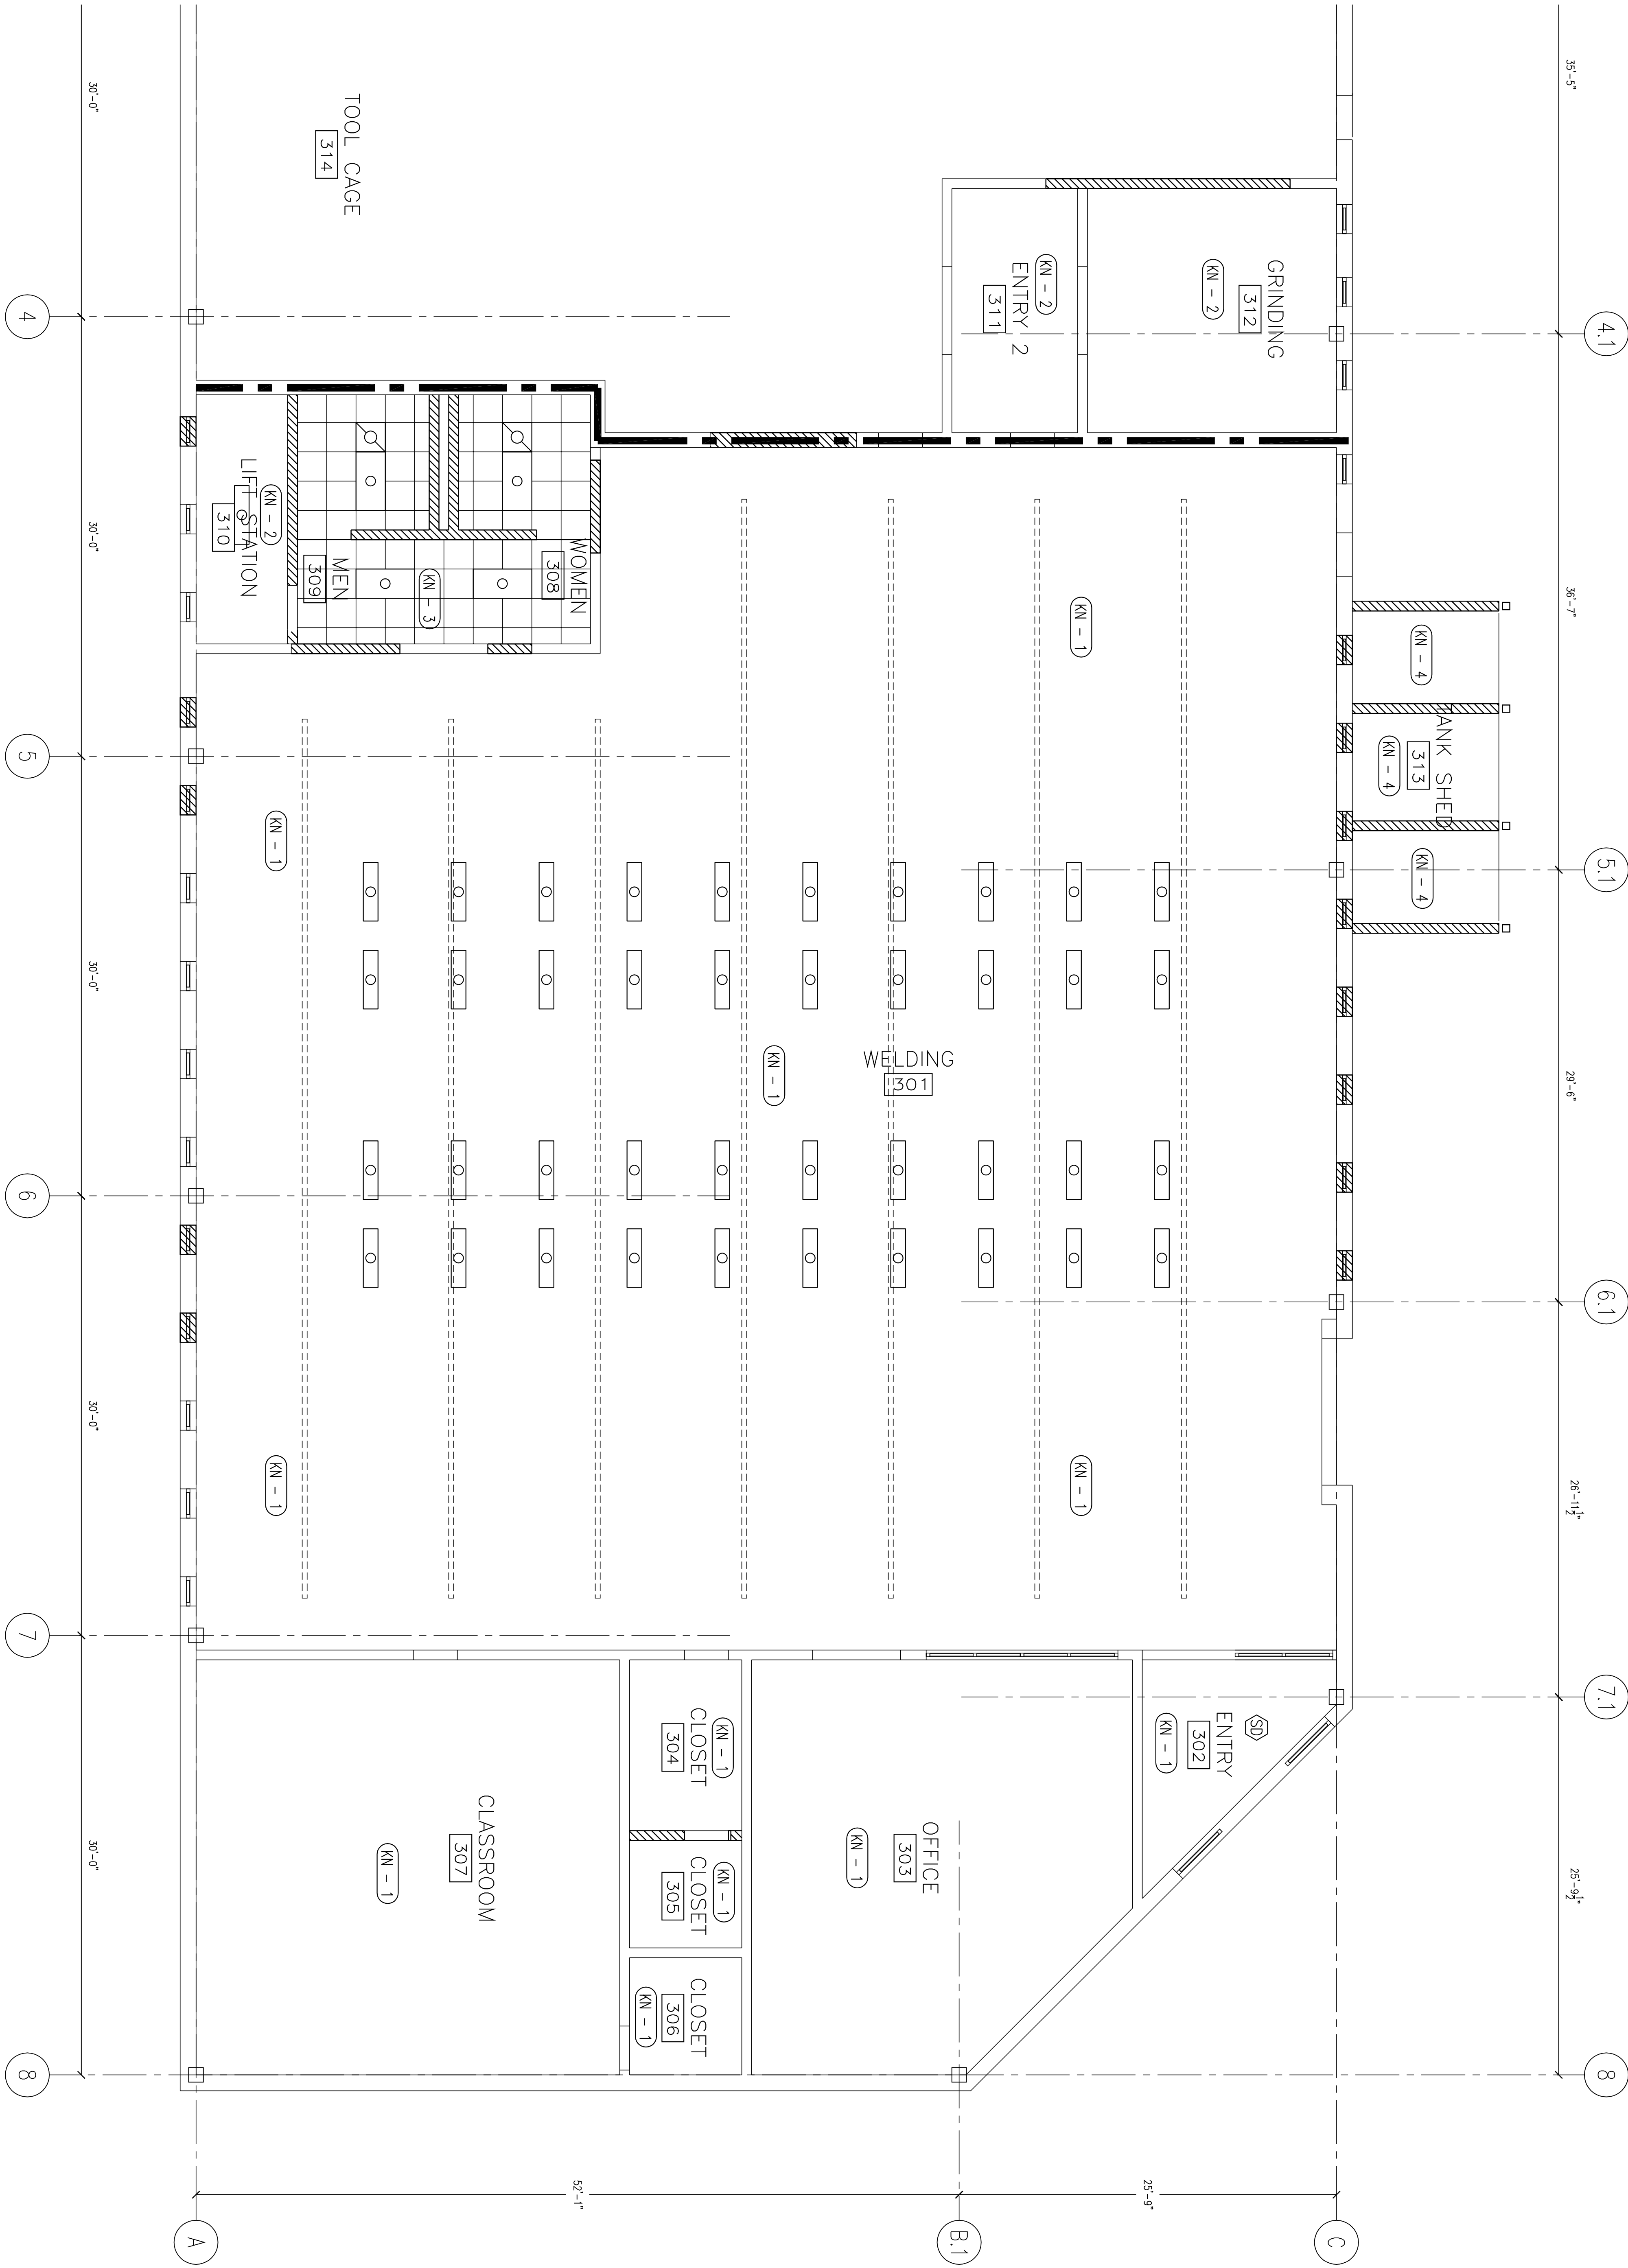 35'-5"
36'-7"
29'-6"
26'-11½"
25'-9½"
4.1
5.1
6.1
7.1
8
TANK SHED
313
KN - 4
KN - 4
KN - 4
GRINDING
312
KN - 2
KN - 2
ENTRY 2
311
TOOL CAGE
314
WOMEN
308
KN - 3
MEN
309
KN - 2
LIFT STATION
310
KN - 1
KN - 1
WELDING
301
KN - 1
KN - 1
KN - 1
SD
ENTRY
302
KN - 1
OFFICE
303
KN - 1
KN - 1
CLOSET
304
KN - 1
CLOSET
305
CLOSET
306
KN - 1
CLASSROOM
307
KN - 1
30'-0"
30'-0"
30'-0"
30'-0"
30'-0"
4
5
6
7
8
C
25'-9"
B.1
52'-1"
A